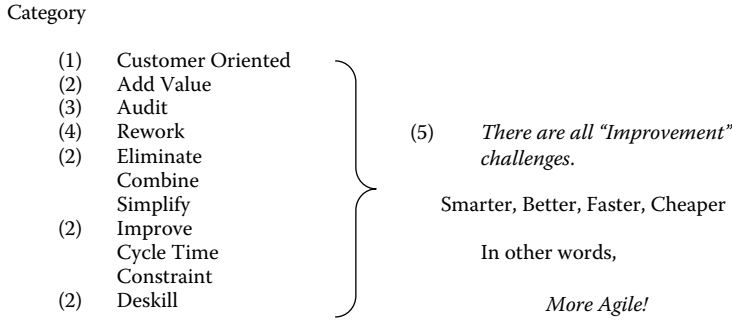 Category
(1) Customer Oriented
(2) Add Value
(3) Audit
(4) Rework
(2) Eliminate
Combine
Simplify
(2) Improve
Cycle Time
Constraint
(2) Deskill
(5) There are all “Improvement”
challenges.
Smarter, Better, Faster, Cheaper
In other words,
More Agile!